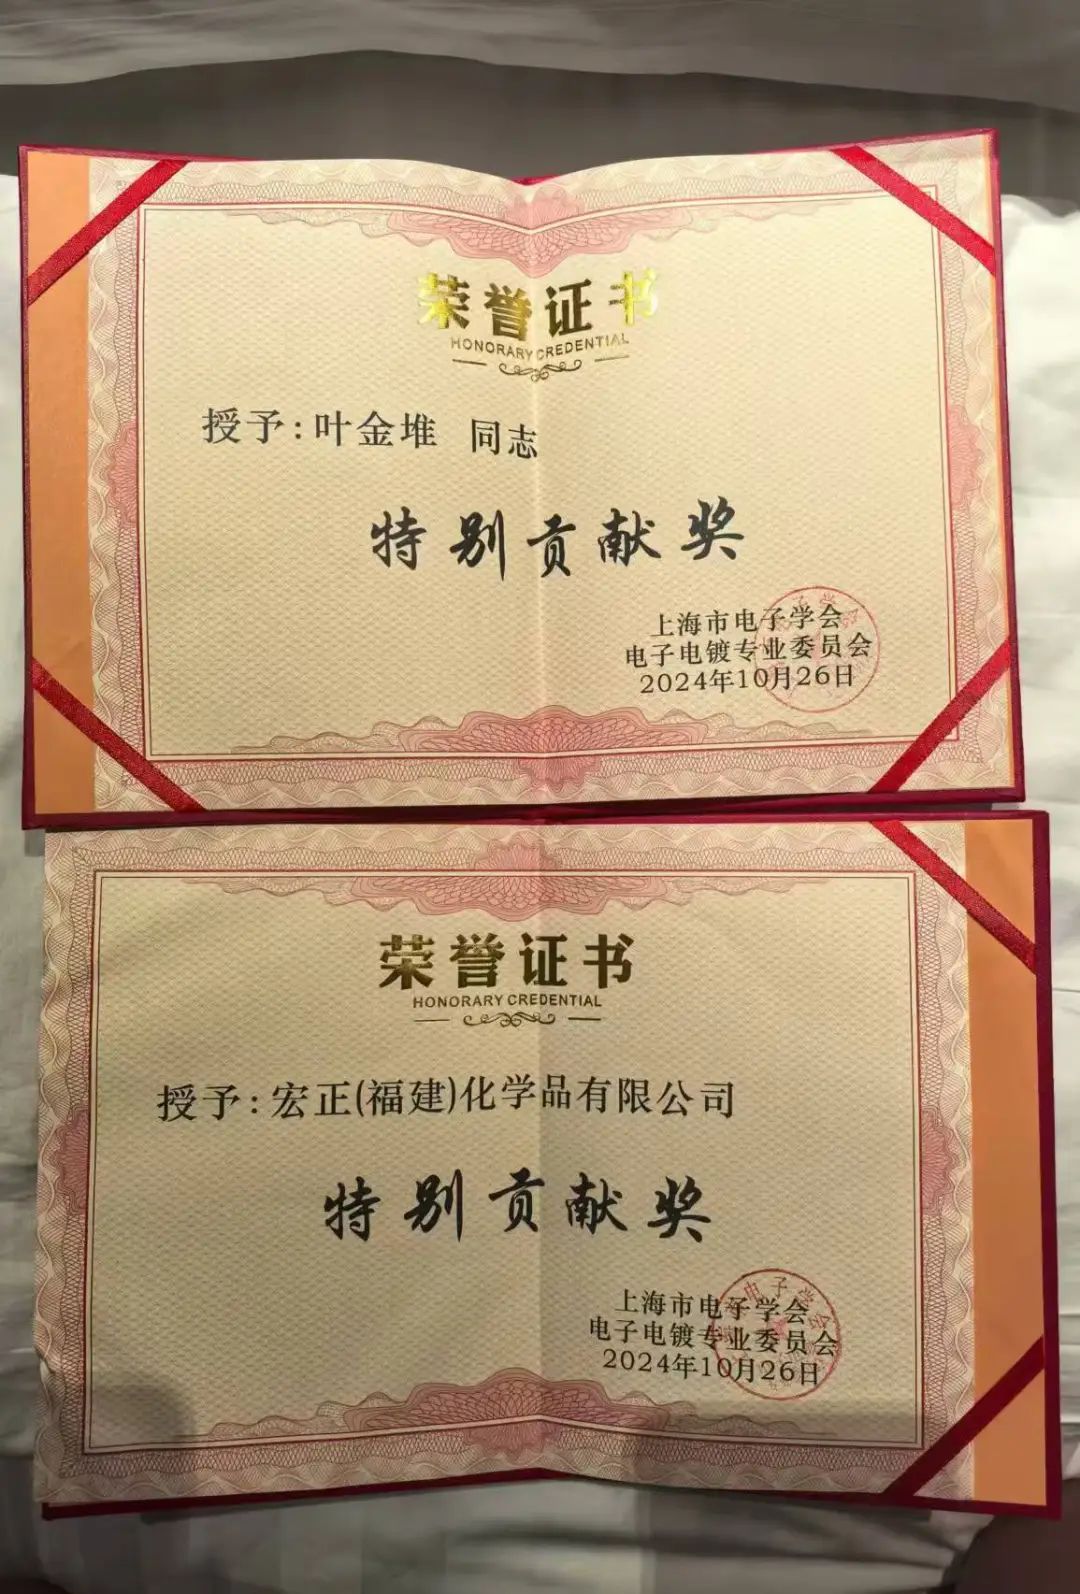 荣誉证书
HONORARY CREDENTIAL
授予:叶金堆 同志
特别贡献奖
上海市电子学会
电子电镀专业委员会
2024年10月26日
荣誉证书
HONORARY CREDENTIAL
授予:宏正(福建)化学品有限公司
特别贡献奖
上海市电子学会
电子电镀专业委员会
2024年10月26日